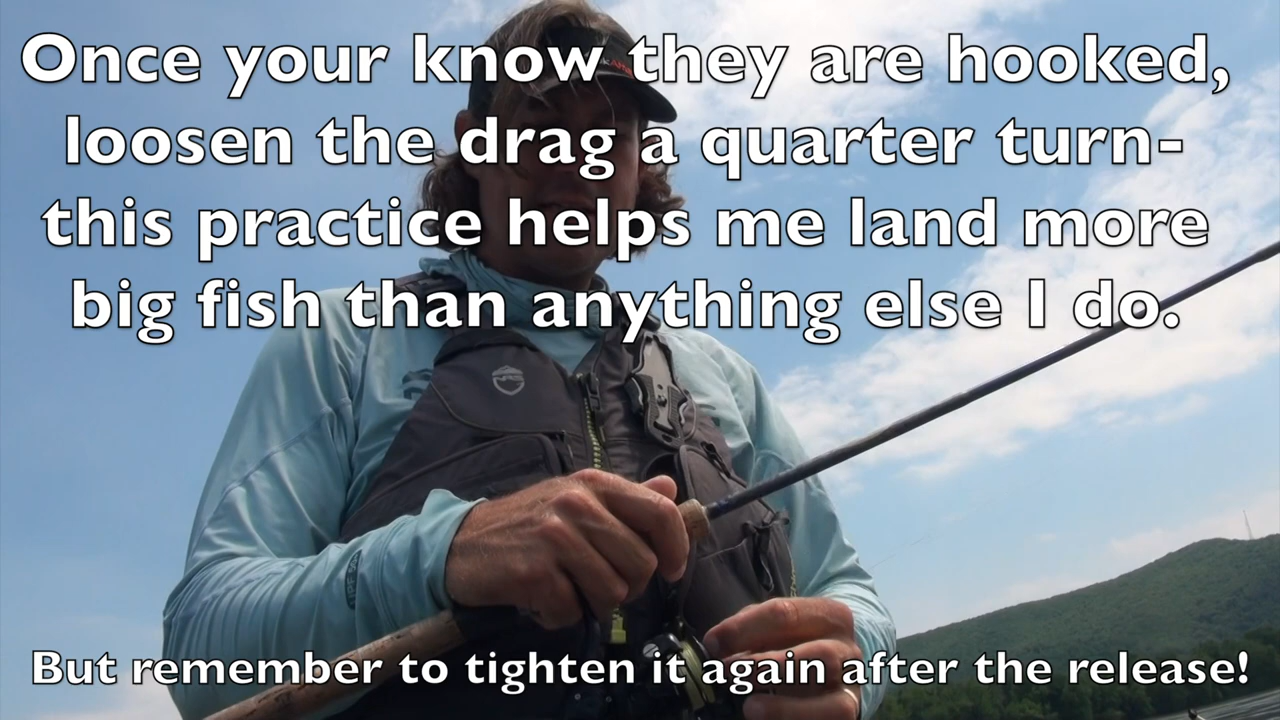 Once your know they are hooked,
loosen the drag a quarter turn-
this practice helps me land more
big fish than anything else I do.
NRS
But remember to tighten it again after the release!